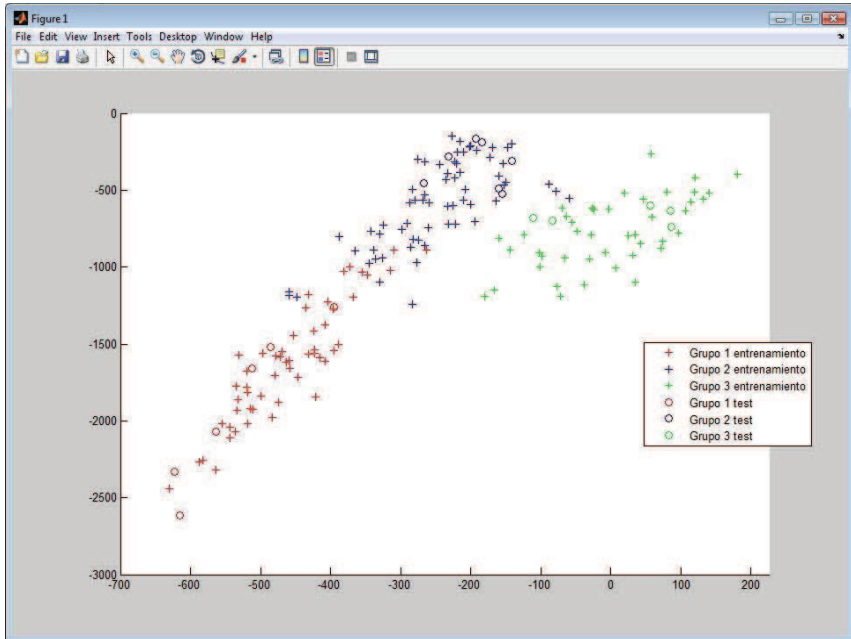 Figure 1
File Edit View Insert Tools Desktop Window Help
0
-500
-1000
-1500
-2000
-2500
-3000
-700 -600 -500 -400 -300 -200 -100 0 100 200
Grupo 1 entrenamiento
Grupo 2 entrenamiento
Grupo 3 entrenamiento
Grupo 1 test
Grupo 2 test
Grupo 3 test